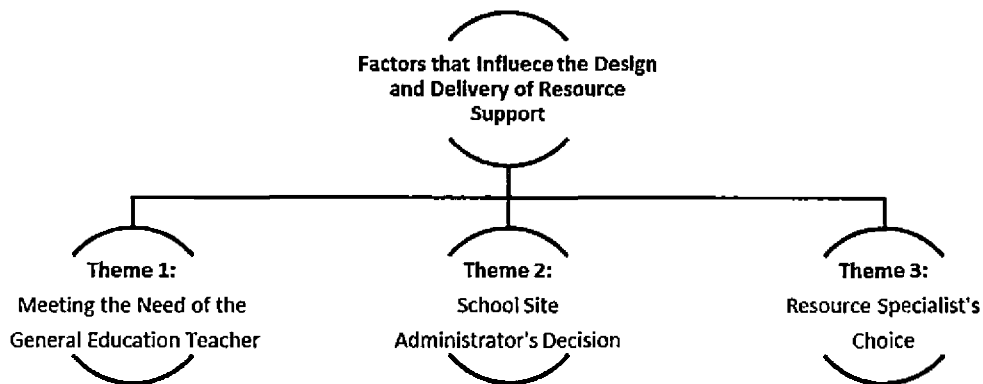 Factors that Influece the Design
and Delivery of Resource
Support
Theme 1:
Meeting the Need of the
General Education Teacher
Theme 2:
School Site
Administrator's Decision
Theme 3:
Resource Specialist's
Choice